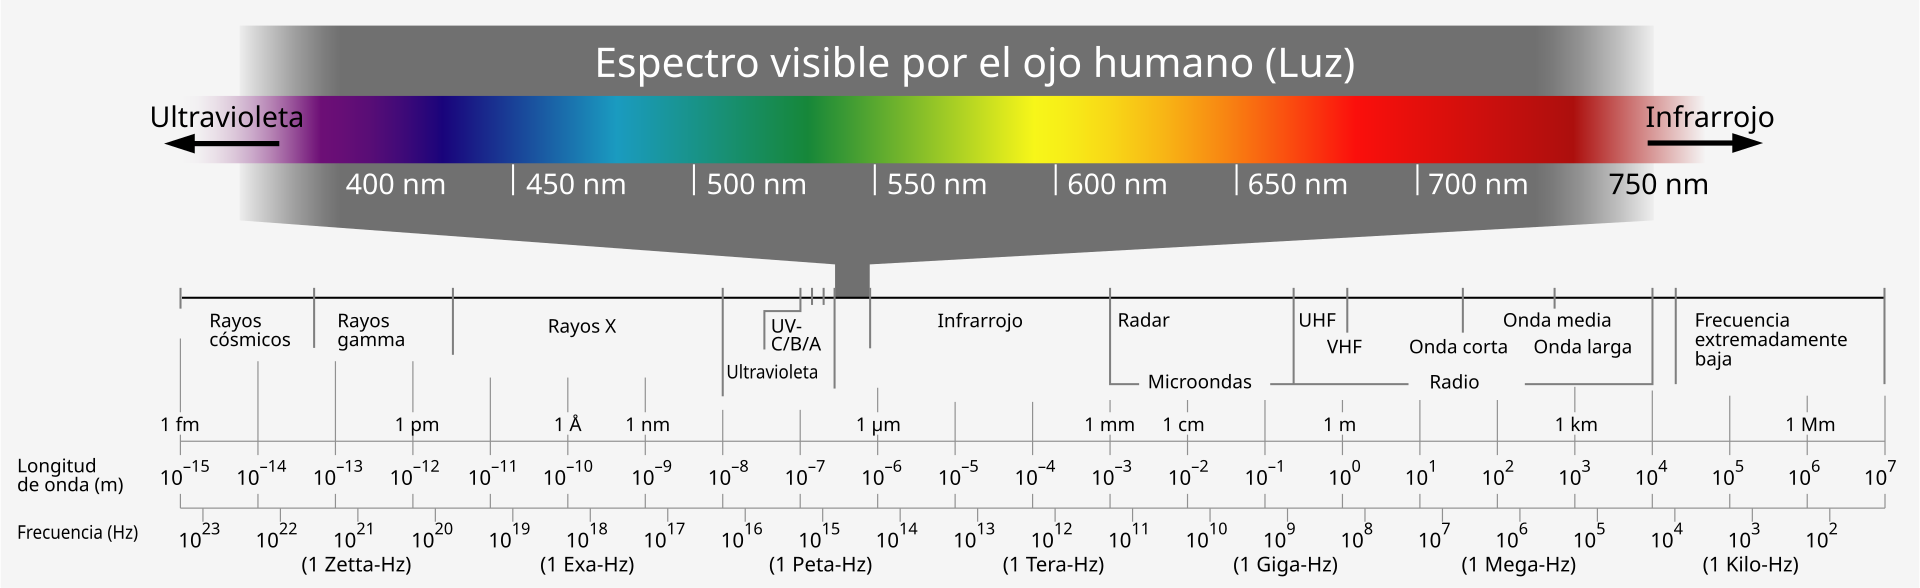 Espectro visible por el ojo humano (Luz)
Ultravioleta
Infrarrojo
400 nm 450 nm 500 nm 550 nm 600 nm 650 nm 700 nm 750 nm
Rayos
cósmicos
Rayos
gamma
Rayos X
UV-
C/B/A
Ultravioleta
Infrarrojo
Radar
Microondas
UHF
VHF
Onda corta
Onda media
Onda larga
Radio
Frecuencia
extremadamente
baja
1 fm 1 pm 1 Å 1 nm 1 µm 1 mm 1 cm 1 m 1 km 1 Mm
Longitud
de onda (m)
10⁻¹⁵ 10⁻¹⁴ 10⁻¹³ 10⁻¹² 10⁻¹¹ 10⁻¹⁰ 10⁻⁹ 10⁻⁸ 10⁻⁷ 10⁻⁶ 10⁻⁵ 10⁻⁴ 10⁻³ 10⁻² 10⁻¹ 10⁰ 10¹ 10² 10³ 10⁴ 10⁵ 10⁶ 10⁷
Frecuencia (Hz)
10²³ 10²² 10²¹ 10²⁰ 10¹⁹ 10¹⁸ 10¹⁷ 10¹⁶ 10¹⁵ 10¹⁴ 10¹³ 10¹² 10¹¹ 10¹⁰ 10⁹ 10⁸ 10⁷ 10⁶ 10⁵ 10⁴ 10³ 10²
(1 Zetta-Hz) (1 Exa-Hz) (1 Peta-Hz) (1 Tera-Hz) (1 Giga-Hz) (1 Mega-Hz) (1 Kilo-Hz)